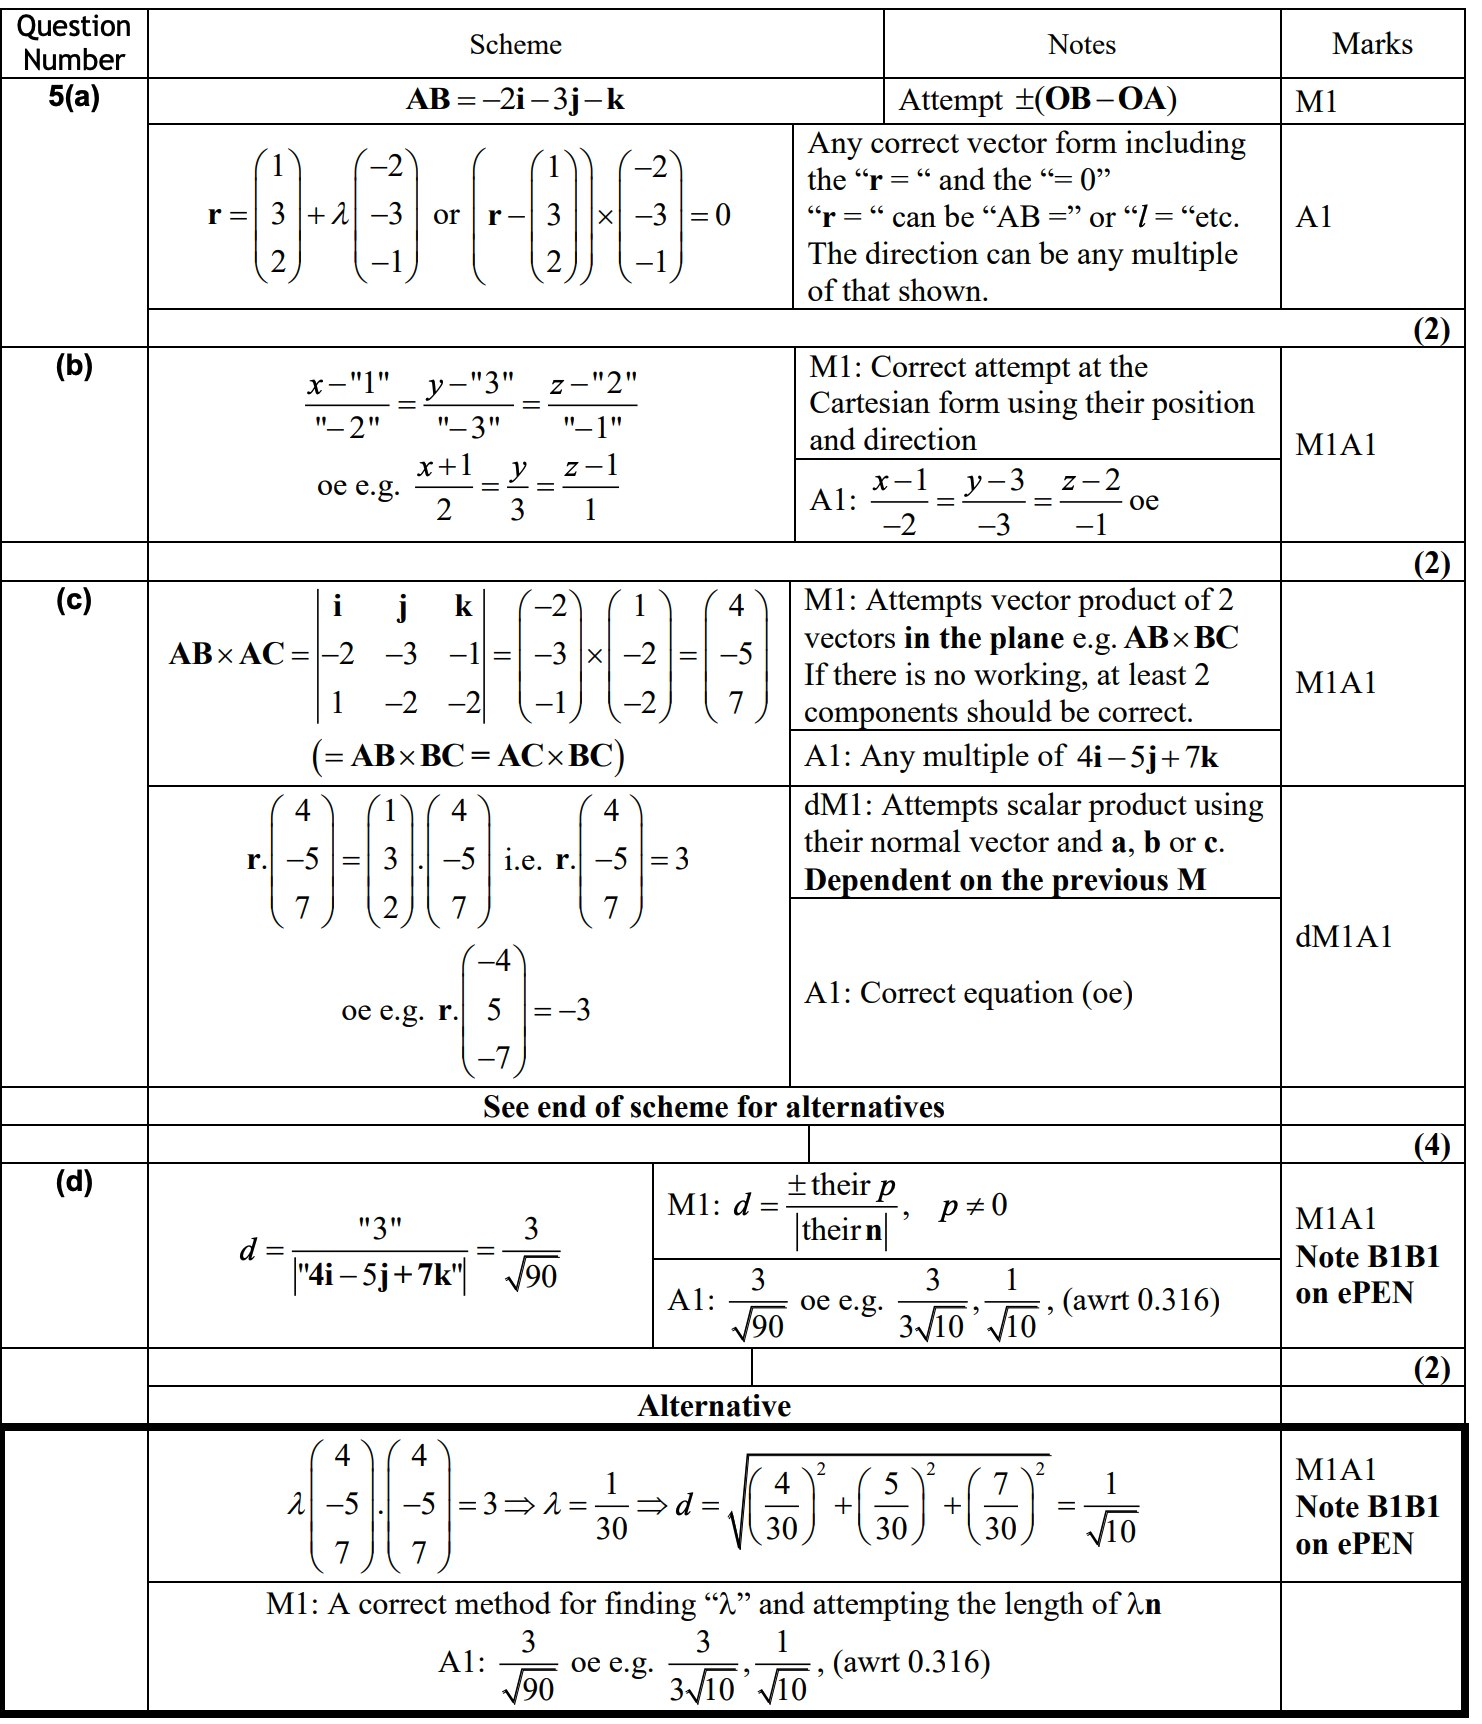 Question Number | Scheme | Notes | Marks
5(a) | AB = −2i − 3j − k | Attempt ±(OB − OA) | M1
r = (1, 3, 2) + λ(−2, −3, −1) or (r − (1, 3, 2)) × (−2, −3, −1) = 0 | A1
Any correct vector form including
the “r = “ and the “= 0”
“r = “ can be “AB =” or “l = “etc.
The direction can be any multiple
of that shown.
(2)
(b) | (x − "1")/("−2") = (y − "3")/("−3") = (z − "2")/("−1")
oe e.g. (x + 1)/2 = y/3 = (z − 1)/1
M1: Correct attempt at the
Cartesian form using their position
and direction
A1: (x − 1)/−2 = (y − 3)/−3 = (z − 2)/−1 oe
M1A1
(2)
(c) | AB × AC = |i j k; −2 −3 −1; 1 −2 −2| = (−2, −3, −1) × (1, −2, −2) = (4, −5, 7)
(= AB × BC = AC × BC)
M1: Attempts vector product of 2
vectors in the plane e.g. AB × BC
If there is no working, at least 2
components should be correct.
A1: Any multiple of 4i − 5j + 7k
M1A1
r.(4, −5, 7) = (1, 3, 2).(4, −5, 7) i.e. r.(4, −5, 7) = 3
oe e.g. r.(−4, 5, −7) = −3
dM1: Attempts scalar product using
their normal vector and a, b or c.
Dependent on the previous M
A1: Correct equation (oe)
dM1A1
See end of scheme for alternatives
(4)
(d) | d = "3"/|"4i − 5j + 7k"| = 3/√90
M1: d = ± their p/|their n|, p ≠ 0
A1: 3/√90 oe e.g. 3/(3√10), 1/√10, (awrt 0.316)
M1A1
Note B1B1
on ePEN
(2)
Alternative
λ(4, −5, 7).(4, −5, 7) = 3 ⇒ λ = 1/30 ⇒ d = √((4/30)² + (5/30)² + (7/30)²) = 1/√10
M1A1
Note B1B1
on ePEN
M1: A correct method for finding “λ” and attempting the length of λn
A1: 3/√90 oe e.g. 3/(3√10), 1/√10, (awrt 0.316)